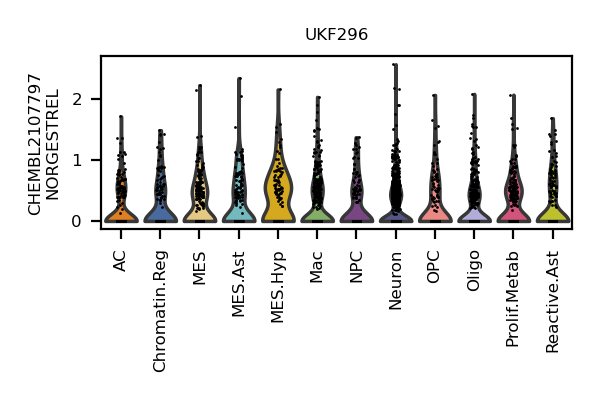 UKF296
CHEMBL2107797
NORGESTREL
2
1
0
AC
Chromatin.Reg
MES
MES.Ast
MES.Hyp
Mac
NPC
Neuron
OPC
Oligo
Prolif.Metab
Reactive.Ast